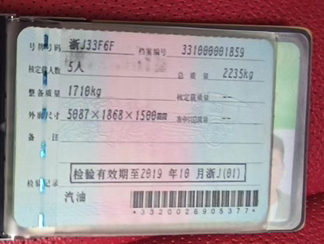 号牌号码 浙J33F6F 档案编号 331000001859
核定载人数 5人 总质量 2235kg
整备质量 1710kg 核定载质量 --
外廓尺寸 5087×1868×1500mm 准牵引总质量 --
备注
检验有效期至2019年10月浙J(01)
检验记录
汽油
*3320026905377*